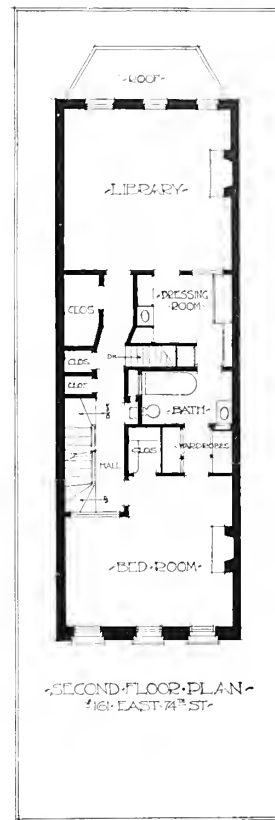 ROOF
LIBRARY
CLOS
DRESSING
ROOM
CLOS
DN
CLOS
BATH
HALL
CLOS
WARDROBES
BED ROOM
SECOND·FLOOR·PLAN
#161·EAST·74TH ST